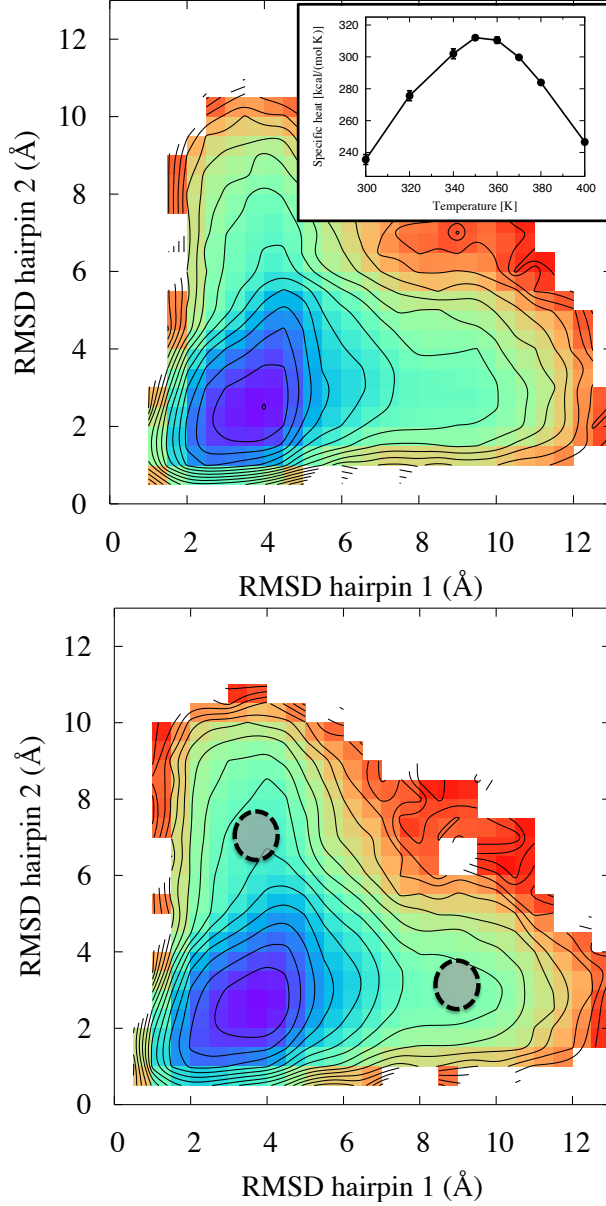 12
10
8
6
4
2
0
RMSD hairpin 2 (Å)
0 2 4 6 8 10 12
RMSD hairpin 1 (Å)
Specific heat [kcal/(mol K)]
320
300
280
260
240
300 320 340 360 380 400
Temperature [K]
12
10
8
6
4
2
0
RMSD hairpin 2 (Å)
0 2 4 6 8 10 12
RMSD hairpin 1 (Å)